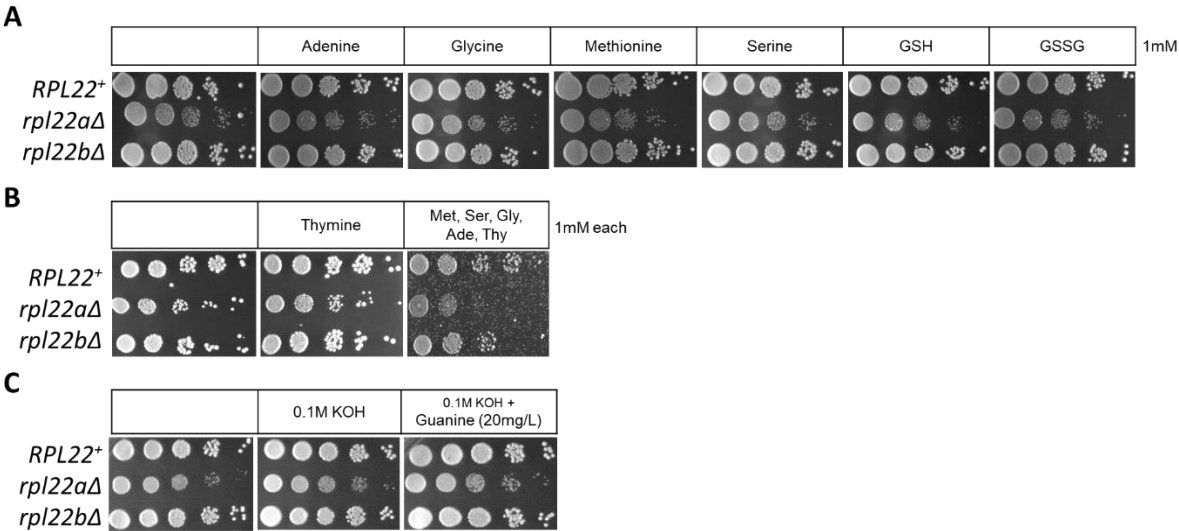 A
Adenine Glycine Methionine Serine GSH GSSG 1mM
RPL22+
rpl22aΔ
rpl22bΔ
B
Thymine Met, Ser, Gly, 1mM each
Ade, Thy
RPL22+
rpl22aΔ
rpl22bΔ
C
0.1M KOH 0.1M KOH +
Guanine (20mg/L)
RPL22+
rpl22aΔ
rpl22bΔ